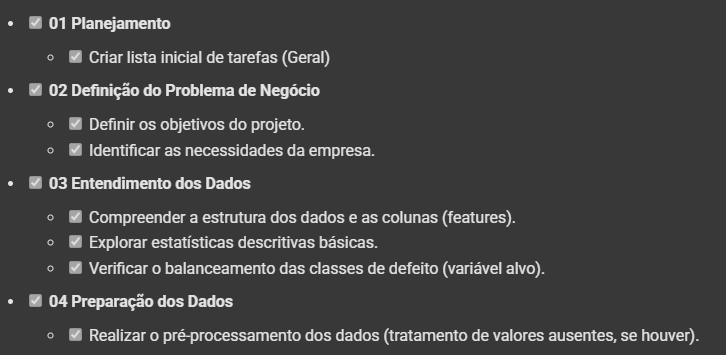 01 Planejamento
Criar lista inicial de tarefas (Geral)
02 Definição do Problema de Negócio
Definir os objetivos do projeto.
Identificar as necessidades da empresa.
03 Entendimento dos Dados
Compreender a estrutura dos dados e as colunas (features).
Explorar estatísticas descritivas básicas.
Verificar o balanceamento das classes de defeito (variável alvo).
04 Preparação dos Dados
Realizar o pré-processamento dos dados (tratamento de valores ausentes, se houver).